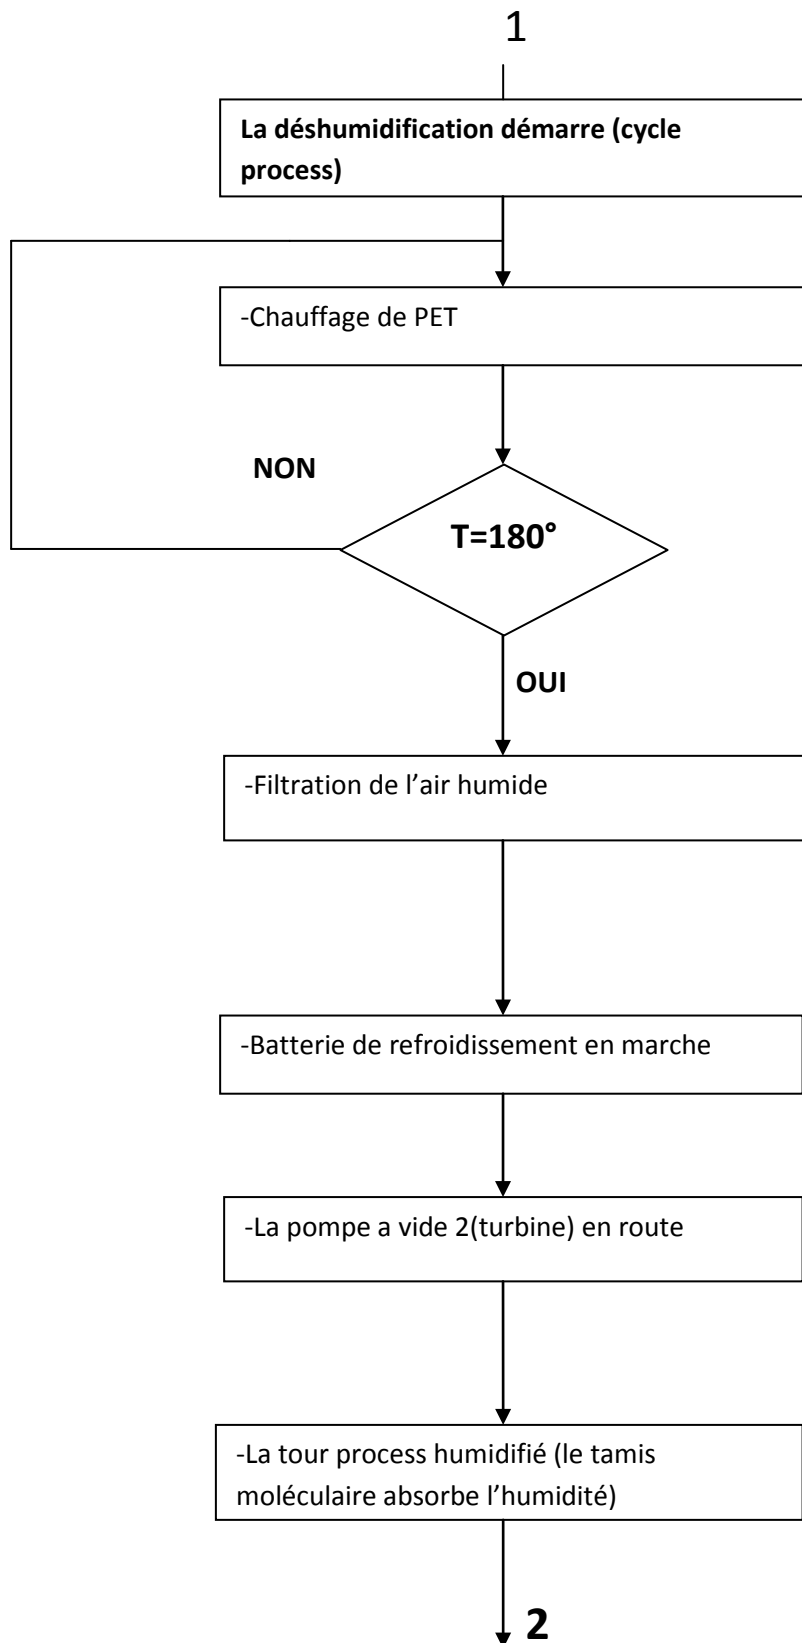 1
La déshumidification démarre (cycle
process)
-Chauffage de PET
NON
T=180°
OUI
-Filtration de l’air humide
-Batterie de refroidissement en marche
-La pompe a vide 2(turbine) en route
-La tour process humidifié (le tamis
moléculaire absorbe l’humidité)
2